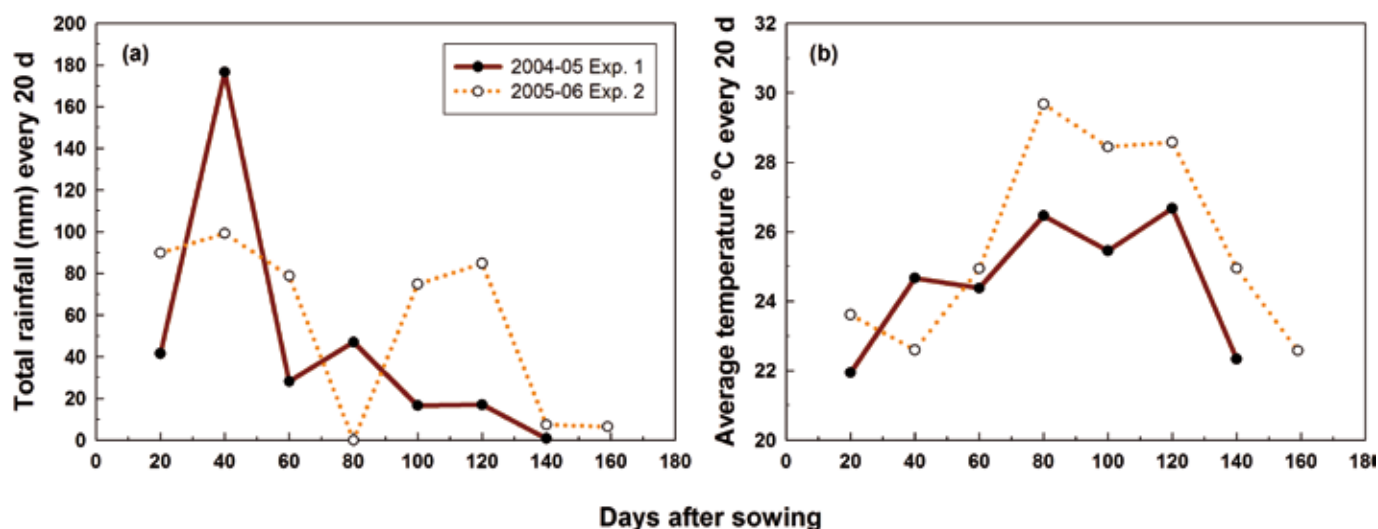 (a)
2004-05 Exp. 1
2005-06 Exp. 2
Total rainfall (mm) every 20 d
200
180
160
140
120
100
80
60
40
20
0
0 20 40 60 80 100 120 140 160 180
(b)
Average temperature °C every 20 d
32
30
28
26
24
22
20
0 20 40 60 80 100 120 140 160 180
Days after sowing